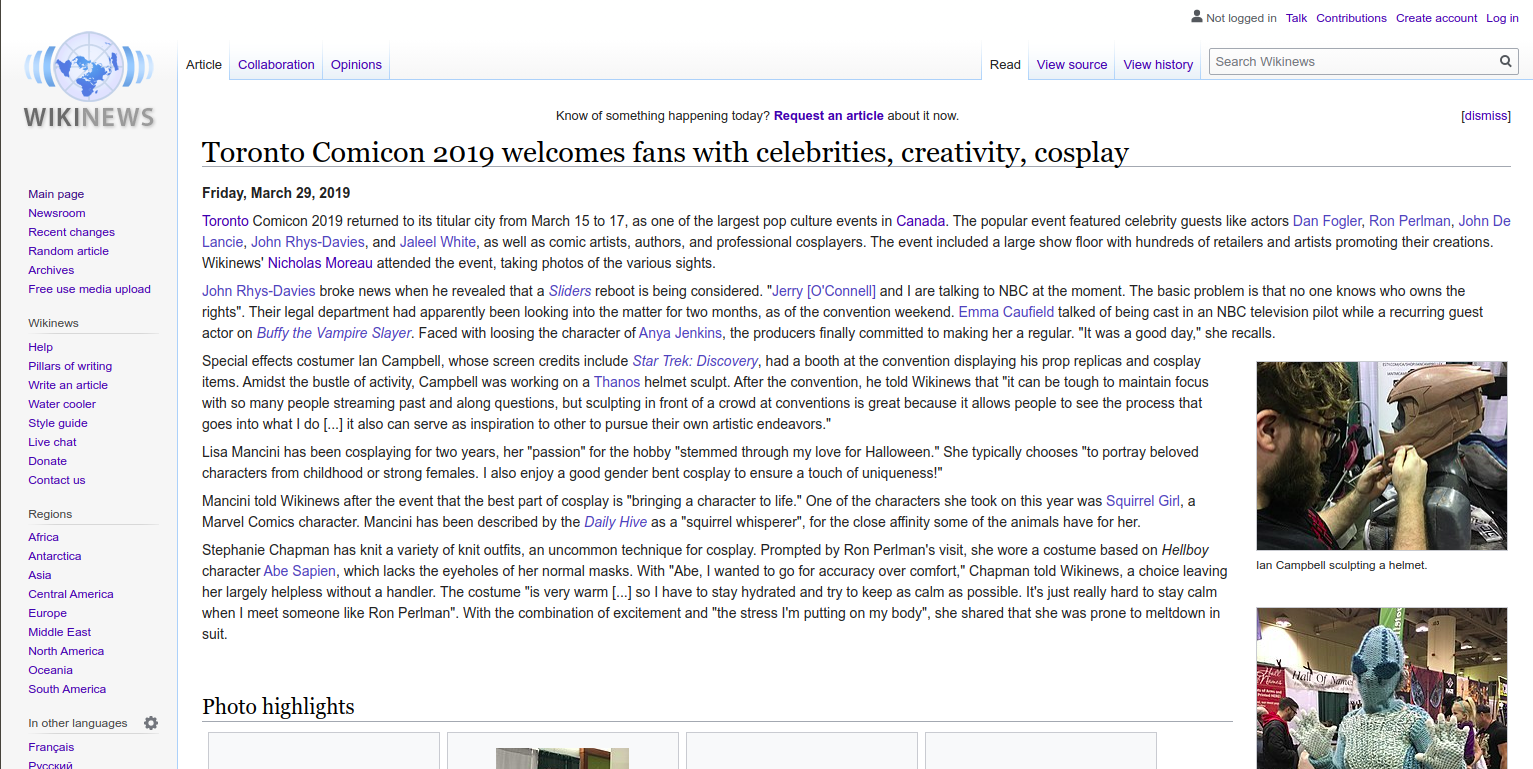 Not logged in Talk Contributions Create account Log in
WIKINEWS
Article Collaboration Opinions Read View source View history Search Wikinews
Know of something happening today? Request an article about it now. [dismiss]
Toronto Comicon 2019 welcomes fans with celebrities, creativity, cosplay
Friday, March 29, 2019
Toronto Comicon 2019 returned to its titular city from March 15 to 17, as one of the largest pop culture events in Canada. The popular event featured celebrity guests like actors Dan Fogler, Ron Perlman, John De
Lancie, John Rhys-Davies, and Jaleel White, as well as comic artists, authors, and professional cosplayers. The event included a large show floor with hundreds of retailers and artists promoting their creations.
Wikinews' Nicholas Moreau attended the event, taking photos of the various sights.
John Rhys-Davies broke news when he revealed that a Sliders reboot is being considered. "Jerry [O'Connell] and I are talking to NBC at the moment. The basic problem is that no one knows who owns the
rights". Their legal department had apparently been looking into the matter for two months, as of the convention weekend. Emma Caufield talked of being cast in an NBC television pilot while a recurring guest
actor on Buffy the Vampire Slayer. Faced with loosing the character of Anya Jenkins, the producers finally committed to making her a regular. "It was a good day," she recalls.
Special effects costumer Ian Campbell, whose screen credits include Star Trek: Discovery, had a booth at the convention displaying his prop replicas and cosplay
items. Amidst the bustle of activity, Campbell was working on a Thanos helmet sculpt. After the convention, he told Wikinews that "it can be tough to maintain focus
with so many people streaming past and along questions, but sculpting in front of a crowd at conventions is great because it allows people to see the process that
goes into what I do [...] it also can serve as inspiration to other to pursue their own artistic endeavors."
Lisa Mancini has been cosplaying for two years, her "passion" for the hobby "stemmed through my love for Halloween." She typically chooses "to portray beloved
characters from childhood or strong females. I also enjoy a good gender bent cosplay to ensure a touch of uniqueness!"
Mancini told Wikinews after the event that the best part of cosplay is "bringing a character to life." One of the characters she took on this year was Squirrel Girl, a
Marvel Comics character. Mancini has been described by the Daily Hive as a "squirrel whisperer", for the close affinity some of the animals have for her.
Stephanie Chapman has knit a variety of knit outfits, an uncommon technique for cosplay. Prompted by Ron Perlman's visit, she wore a costume based on Hellboy
character Abe Sapien, which lacks the eyeholes of her normal masks. With "Abe, I wanted to go for accuracy over comfort," Chapman told Wikinews, a choice leaving
her largely helpless without a handler. The costume "is very warm [...] so I have to stay hydrated and try to keep as calm as possible. It's just really hard to stay calm
when I meet someone like Ron Perlman". With the combination of excitement and "the stress I'm putting on my body", she shared that she was prone to meltdown in
suit.
Ian Campbell sculpting a helmet.
Hall Of Names
Photo highlights
Main page
Newsroom
Recent changes
Random article
Archives
Free use media upload
Wikinews
Help
Pillars of writing
Write an article
Water cooler
Style guide
Live chat
Donate
Contact us
Regions
Africa
Antarctica
Asia
Central America
Europe
Middle East
North America
Oceania
South America
In other languages
Français
Русский